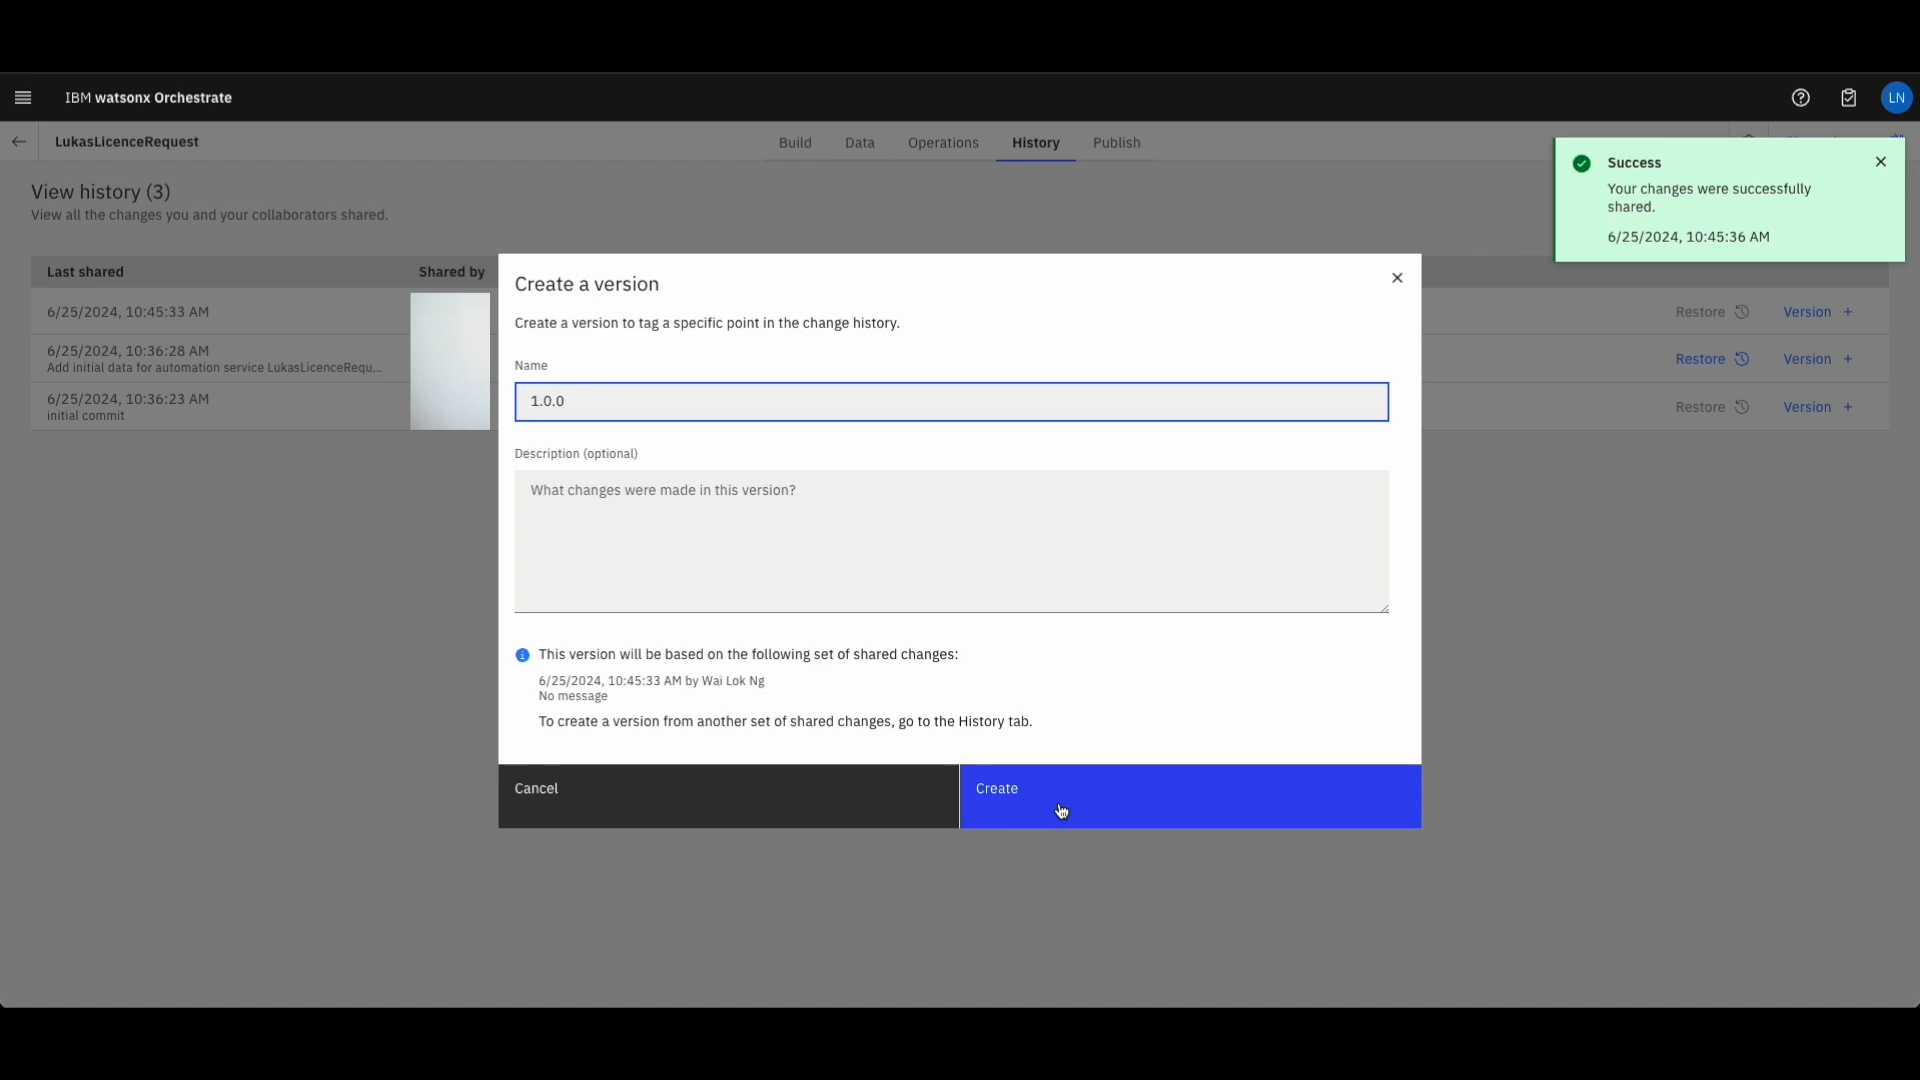 IBM watsonx Orchestrate
LN
LukasLicenceRequest
Build
Data
Operations
History
Publish
Success
Your changes were successfully
shared.
6/25/2024, 10:45:36 AM
View history (3)
View all the changes you and your collaborators shared.
Last shared
Shared by
6/25/2024, 10:45:33 AM
Restore
Version +
6/25/2024, 10:36:28 AM
Add initial data for automation service LukasLicenceRequ...
Restore
Version +
6/25/2024, 10:36:23 AM
initial commit
Restore
Version +
Create a version
Create a version to tag a specific point in the change history.
Name
1.0.0
Description (optional)
What changes were made in this version?
This version will be based on the following set of shared changes:
6/25/2024, 10:45:33 AM by Wai Lok Ng
No message
To create a version from another set of shared changes, go to the History tab.
Cancel
Create